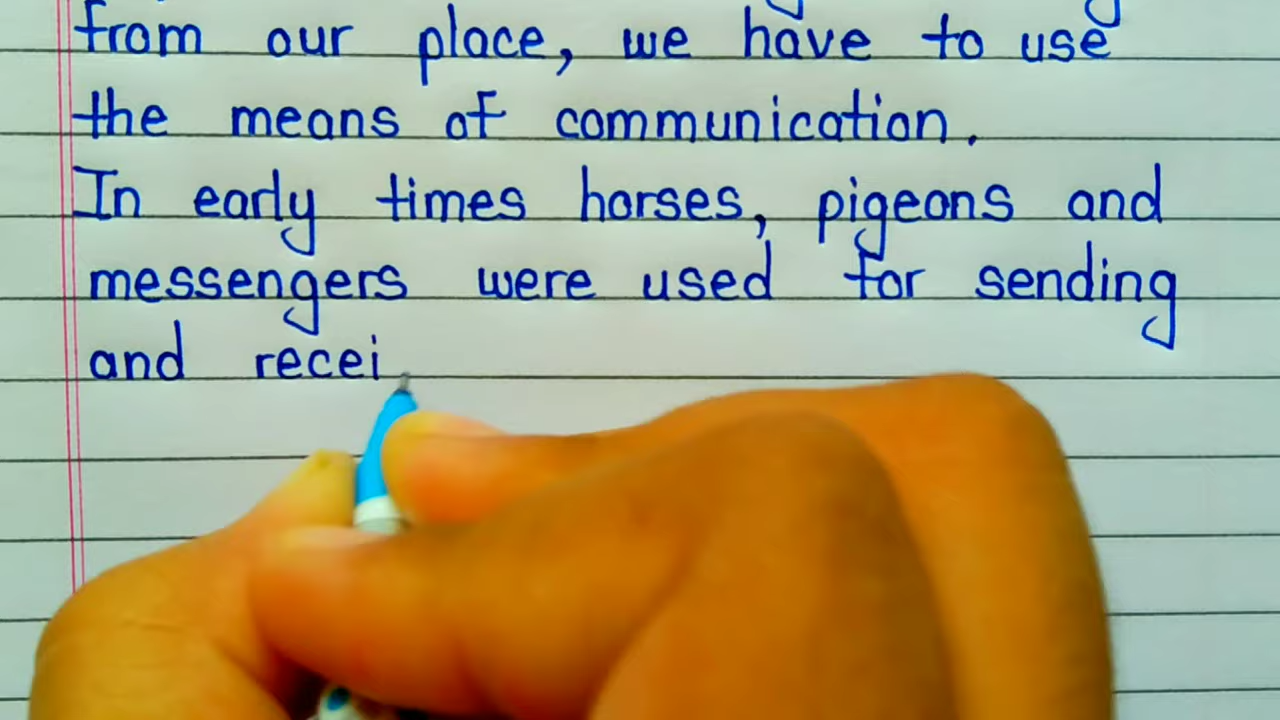 from our place, we have to use
the means of communication.
In early times horses, pigeons and
messengers were used for sending
and recei